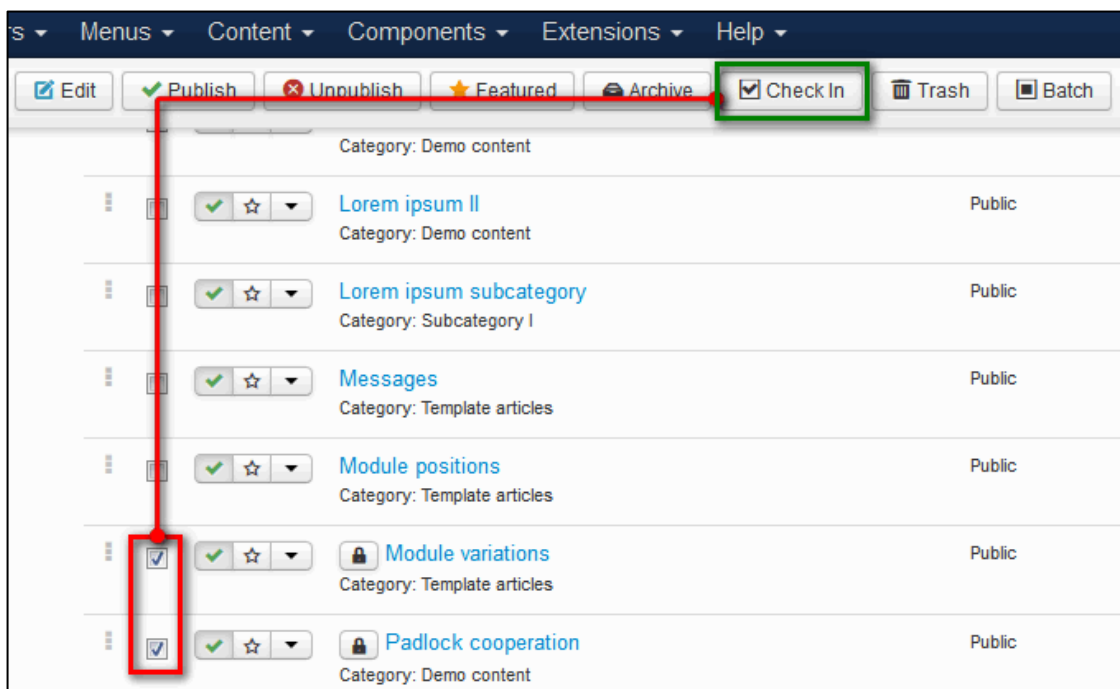 's Menus Content Components Extensions Help
Edit Publish Unpublish Featured Archive Check In Trash Batch
Category: Demo content
Lorem ipsum II Public
Category: Demo content
Lorem ipsum subcategory Public
Category: Subcategory I
Messages Public
Category: Template articles
Module positions Public
Category: Template articles
Module variations Public
Category: Template articles
Padlock cooperation Public
Category: Demo content